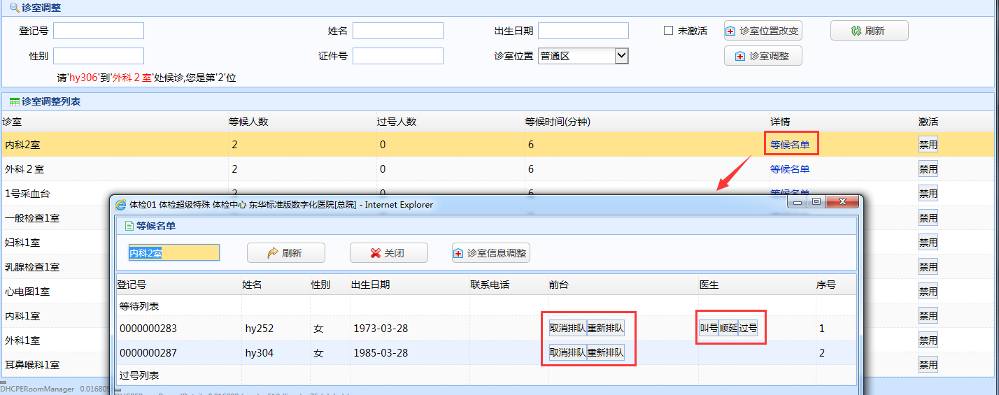 诊室调整
登记号 姓名 出生日期 未激活 诊室位置改变 刷新
性别 证件号 诊室位置 普通区 诊室调整
请'hy306'到'外科２室'处候诊,您是第'2'位
诊室调整列表
诊室 等候人数 过号人数 等候时间(分钟) 详情 激活
内科2室 2 0 6 等候名单 禁用
外科２室 2 0 6 等候名单 禁用
1号采血台 2 0 6 等候名单 禁用
一般检查1室 禁用
妇科1室 禁用
乳腺检查1室 禁用
心电图1室 禁用
内科1室 禁用
外科1室 禁用
耳鼻喉科1室 禁用
DHCPERoomManager 0.016809
体检01 体检超级特殊 体检中心 东华标准版数字化医院[总院] - Internet Explorer
等候名单
内科2室 刷新 关闭 诊室信息调整
登记号 姓名 性别 出生日期 联系电话 前台 医生 序号
等待列表
0000000283 hy252 女 1973-03-28 取消排队 重新排队 叫号 顺延 过号 1
0000000287 hy304 女 1985-03-28 取消排队 重新排队 2
过号列表